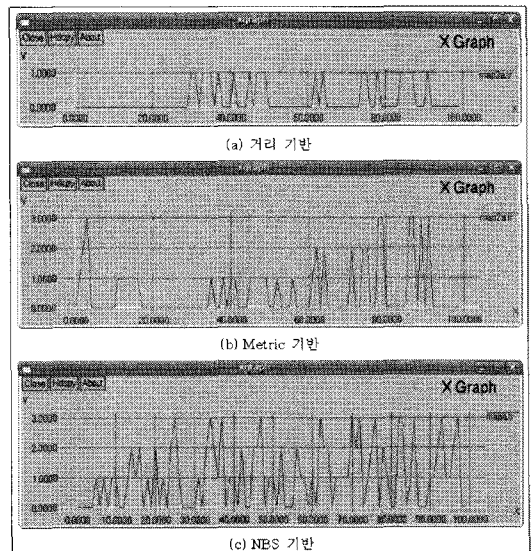 Close Hdcpy About
X Graph
Y
1.0000
0.0000
X
0.0000 20.0000 40.0000 60.0000 80.0000 100.0000
(a) 거리 기반
Close Hdcpy About
X Graph
Y
3.0000
2.0000
1.0000
0.0000
X
0.0000 20.0000 40.0000 60.0000 80.0000 100.0000
(b) Metric 기반
Close Hdcpy About
X Graph
Y
3.0000
2.0000
1.0000
0.0000
X
0.0000 10.0000 20.0000 30.0000 40.0000 50.0000 60.0000 70.0000 80.0000 90.0000 100.0000
(c) NBS 기반